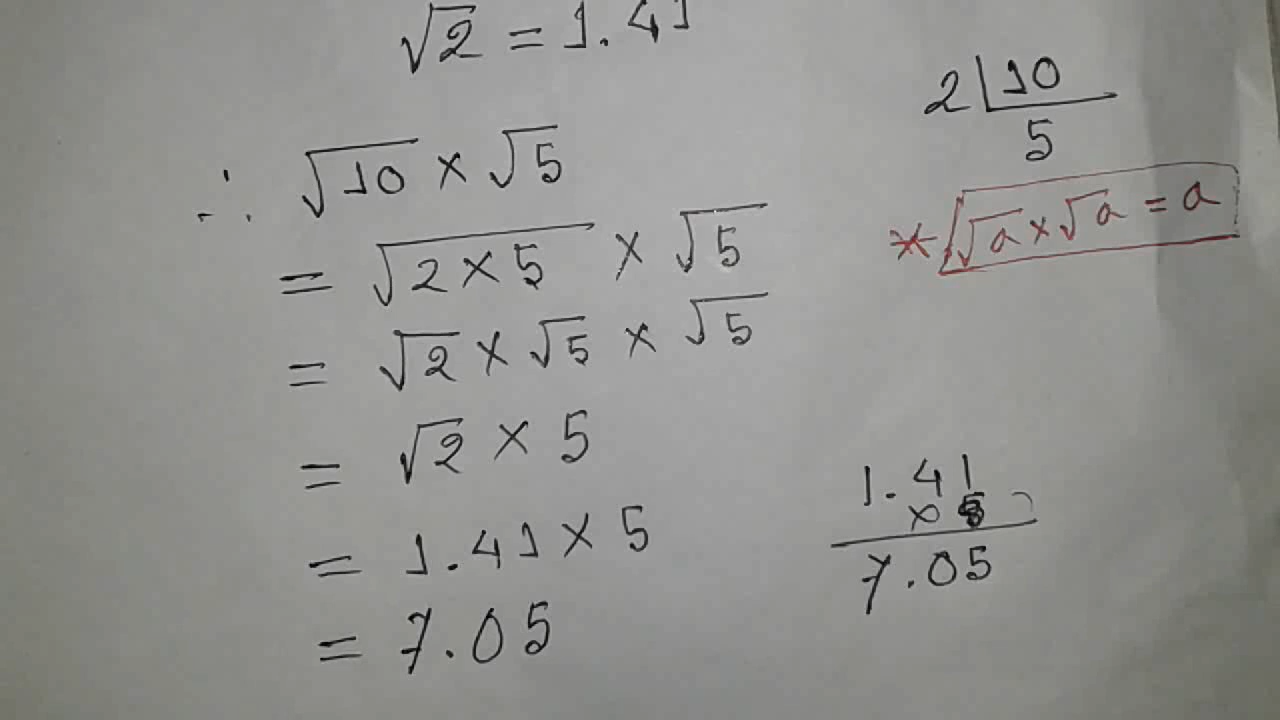 √2 = 1.41
∴ √10 × √5
= √2 × 5 × √5
= √2 × √5 × √5
= √2 × 5
= 1.41 × 5
= 7.05
2 | 10
5
* √a × √a = a
1.41
× 5
7.05